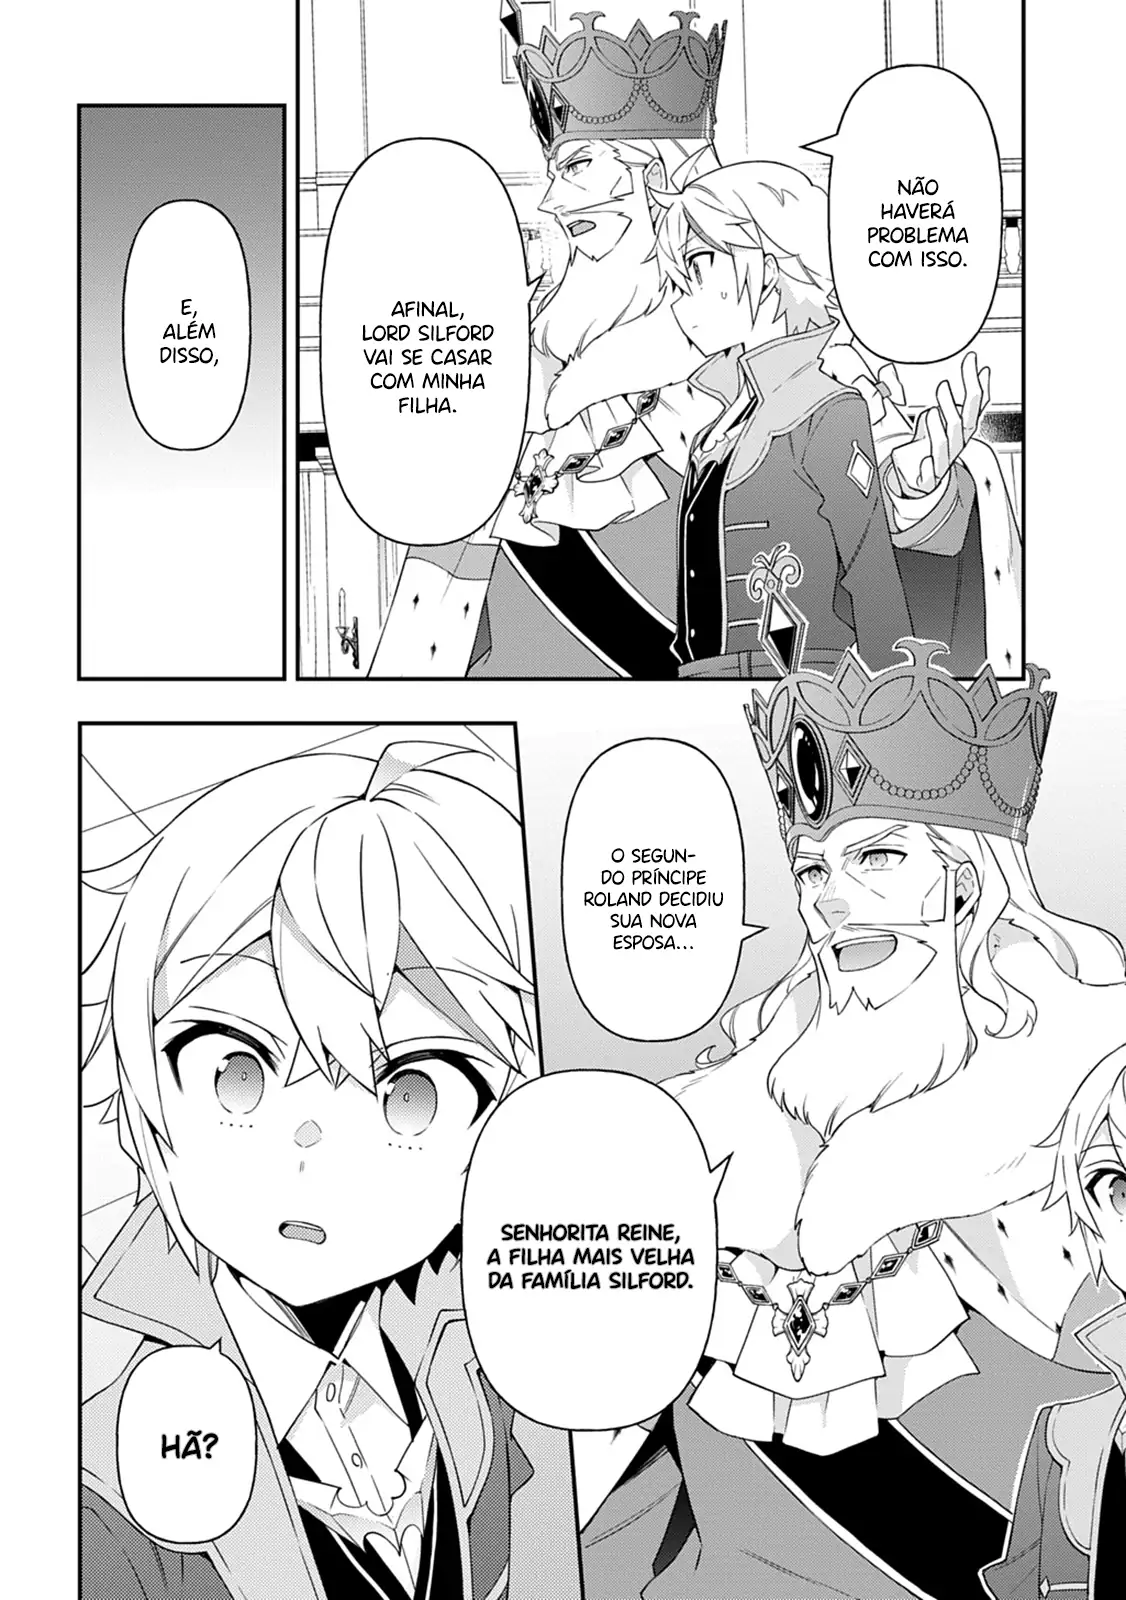 NÃO
HAVERÁ
PROBLEMA
COM ISSO.
AFINAL,
LORD SILFORD
VAI SE CASAR
COM MINHA
FILHA.
E,
ALÉM
DISSO,
O SEGUN-
DO PRÍNCIPE
ROLAND DECIDIU
SUA NOVA
ESPOSA...
SENHORITA REINE,
A FILHA MAIS VELHA
DA FAMÍLIA SILFORD.
HÃ?